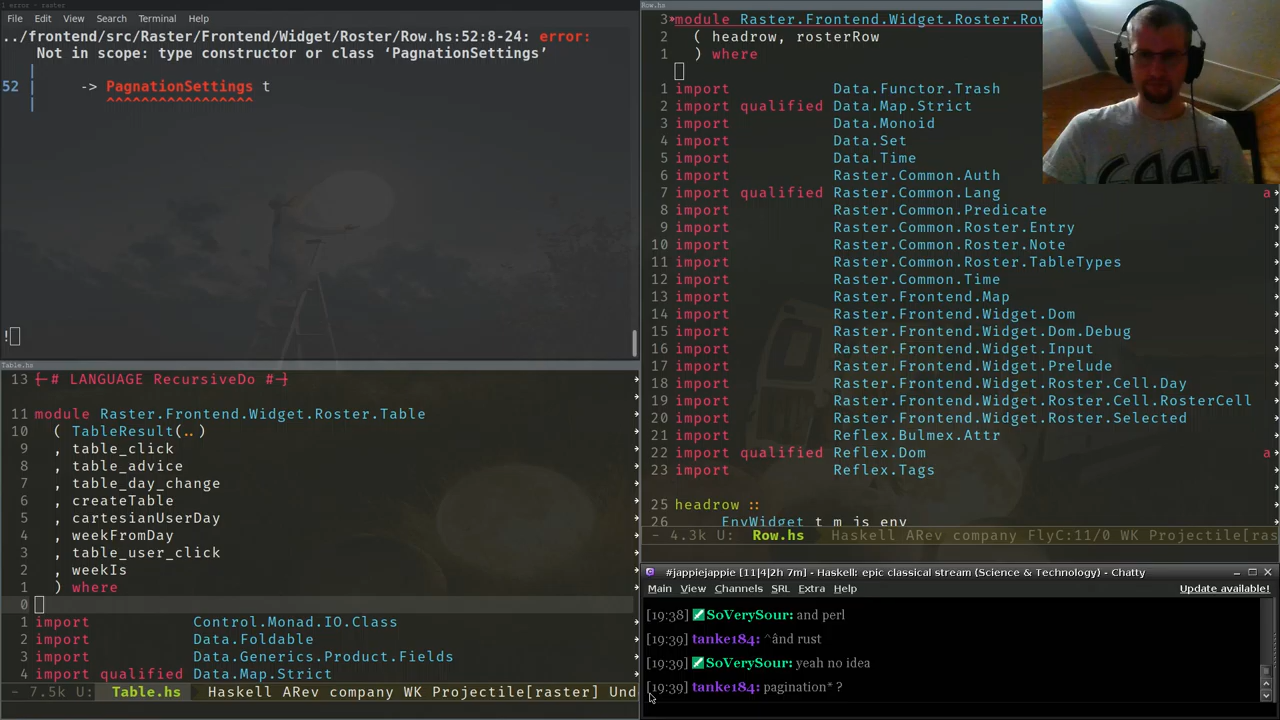 1 error - raster
File Edit View Search Terminal Help
../frontend/src/Raster/Frontend/Widget/Roster/Row.hs:52:8-24: error:
Not in scope: type constructor or class ‘PagnationSettings’
|
52 | -> PagnationSettings t
| ^^^^^^^^^^^^^^^^^
!
Table.hs
13 {-# LANGUAGE RecursiveDo #-}
11 module Raster.Frontend.Widget.Roster.Table
10 ( TableResult(..)
9 , table_click
8 , table_advice
7 , table_day_change
6 , createTable
5 , cartesianUserDay
4 , weekFromDay
3 , table_user_click
2 , weekIs
1 ) where
0
1 import Control.Monad.IO.Class
2 import Data.Foldable
3 import Data.Generics.Product.Fields
4 import qualified Data.Map.Strict
- 7.5k U: Table.hs Haskell ARev company WK Projectile[raster] Und
Row.hs
3 module Raster.Frontend.Widget.Roster.Row
2 ( headrow, rosterRow
1 ) where
1 import Data.Functor.Trash
2 import qualified Data.Map.Strict
3 import Data.Monoid
4 import Data.Set
5 import Data.Time
6 import Raster.Common.Auth
7 import qualified Raster.Common.Lang a
8 import Raster.Common.Predicate
9 import Raster.Common.Roster.Entry
10 import Raster.Common.Roster.Note
11 import Raster.Common.Roster.TableTypes
12 import Raster.Common.Time
13 import Raster.Frontend.Map
14 import Raster.Frontend.Widget.Dom
15 import Raster.Frontend.Widget.Dom.Debug
16 import Raster.Frontend.Widget.Input
17 import Raster.Frontend.Widget.Prelude
18 import Raster.Frontend.Widget.Roster.Cell.Day
19 import Raster.Frontend.Widget.Roster.Cell.RosterCell
20 import Raster.Frontend.Widget.Roster.Selected
21 import Reflex.Bulmex.Attr
22 import qualified Reflex.Dom a
23 import Reflex.Tags
25 headrow ::
26 EnvWidget t m js env
- 4.3k U: Row.hs Haskell ARev company FlyC:11/0 WK Projectile[ras
COOL
#jappiejappie [11|4|2h 7m] - Haskell: epic classical stream (Science & Technology) - Chatty
Main View Channels SRL Extra Help Update available!
[19:38] SoVerySour: and perl
[19:39] tanke184: ^ånd rust
[19:39] SoVerySour: yeah no idea
[19:39] tanke184: pagination* ?